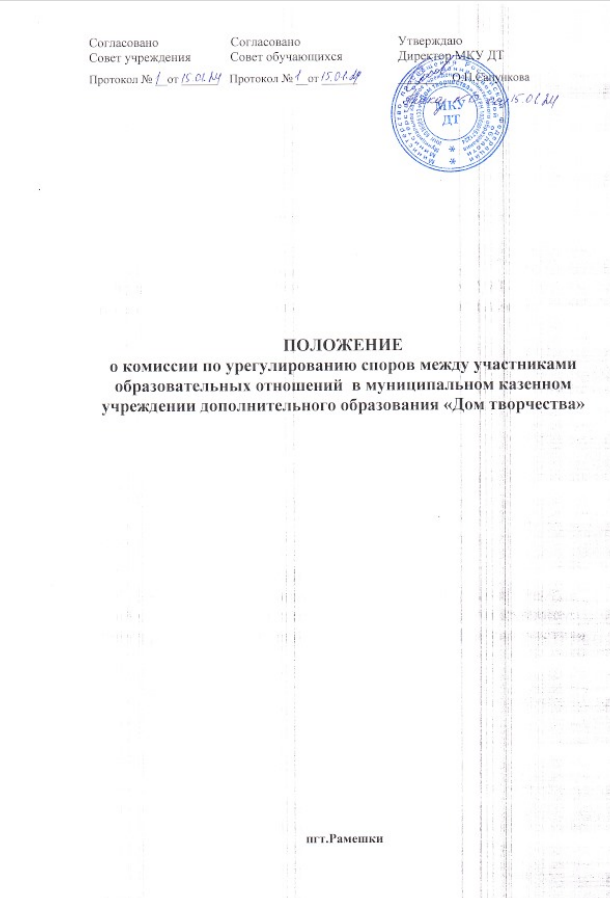 Согласовано
Совет учреждения
Протокол № 1 от 15.01.24
Согласовано
Совет обучающихся
Протокол № 1 от 15.01.24
Утверждаю
Директор МКУ ДТ
О.П.Сапункова
15.01.24
МКУ
ДТ
ПОЛОЖЕНИЕ
о комиссии по урегулированию споров между участниками
образовательных отношений в муниципальном казенном
учреждении дополнительного образования «Дом творчества»
пгт.Рамешки